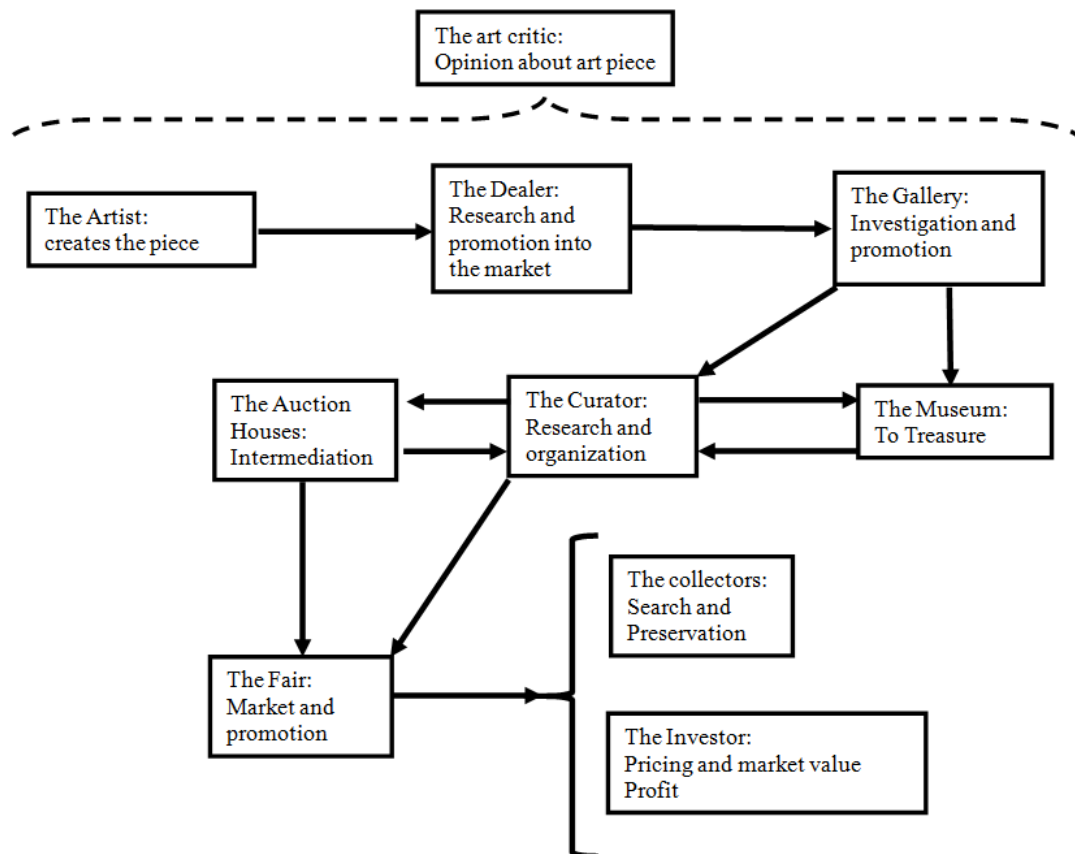 The art critic:
Opinion about art piece
The Artist:
creates the piece
The Dealer:
Research and
promotion into
the market
The Gallery:
Investigation and
promotion
The Auction
Houses:
Intermediation
The Curator:
Research and
organization
The Museum:
To Treasure
The collectors:
Search and
Preservation
The Fair:
Market and
promotion
The Investor:
Pricing and market value
Profit